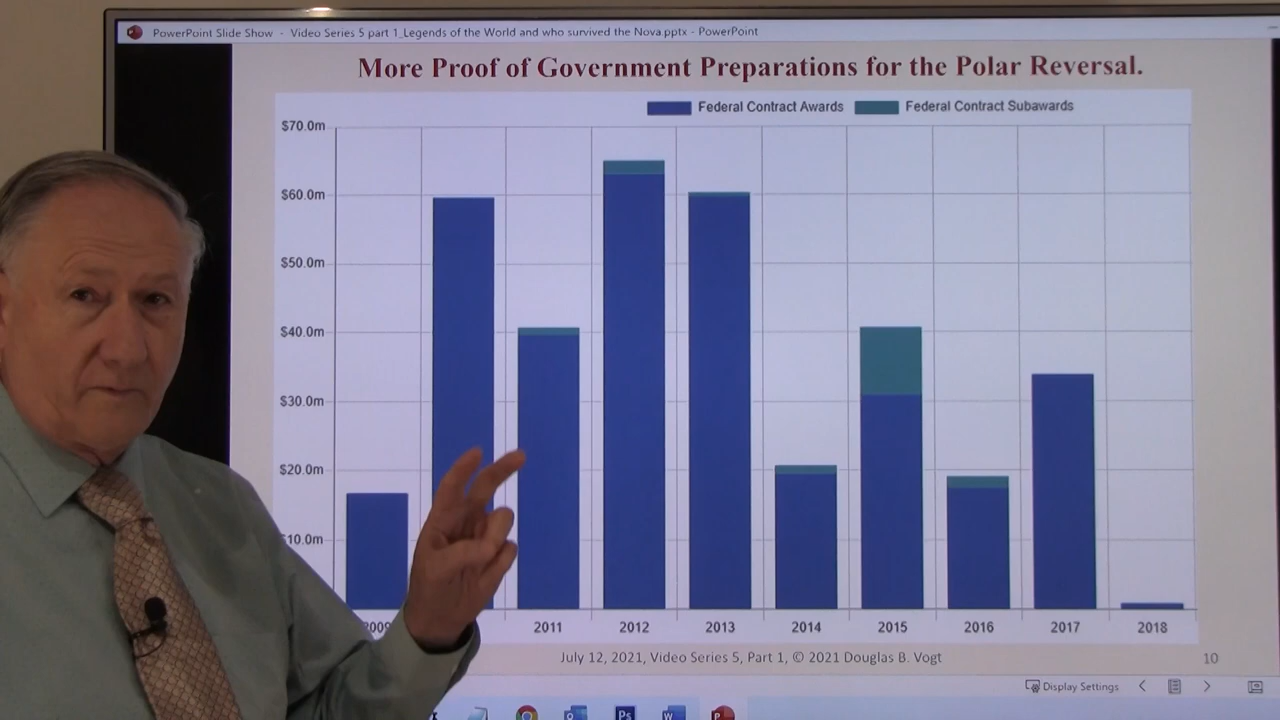 PowerPoint Slide Show - Video Series 5 part 1_Legends of the World and who survived the Nova.pptx - PowerPoint
More Proof of Government Preparations for the Polar Reversal.
Federal Contract Awards Federal Contract Subawards
$70.0m
$60.0m
$50.0m
$40.0m
$30.0m
$20.0m
$10.0m
2009 2011 2012 2013 2014 2015 2016 2017 2018
July 12, 2021, Video Series 5, Part 1, © 2021 Douglas B. Vogt 10
Display Settings
Ps
W